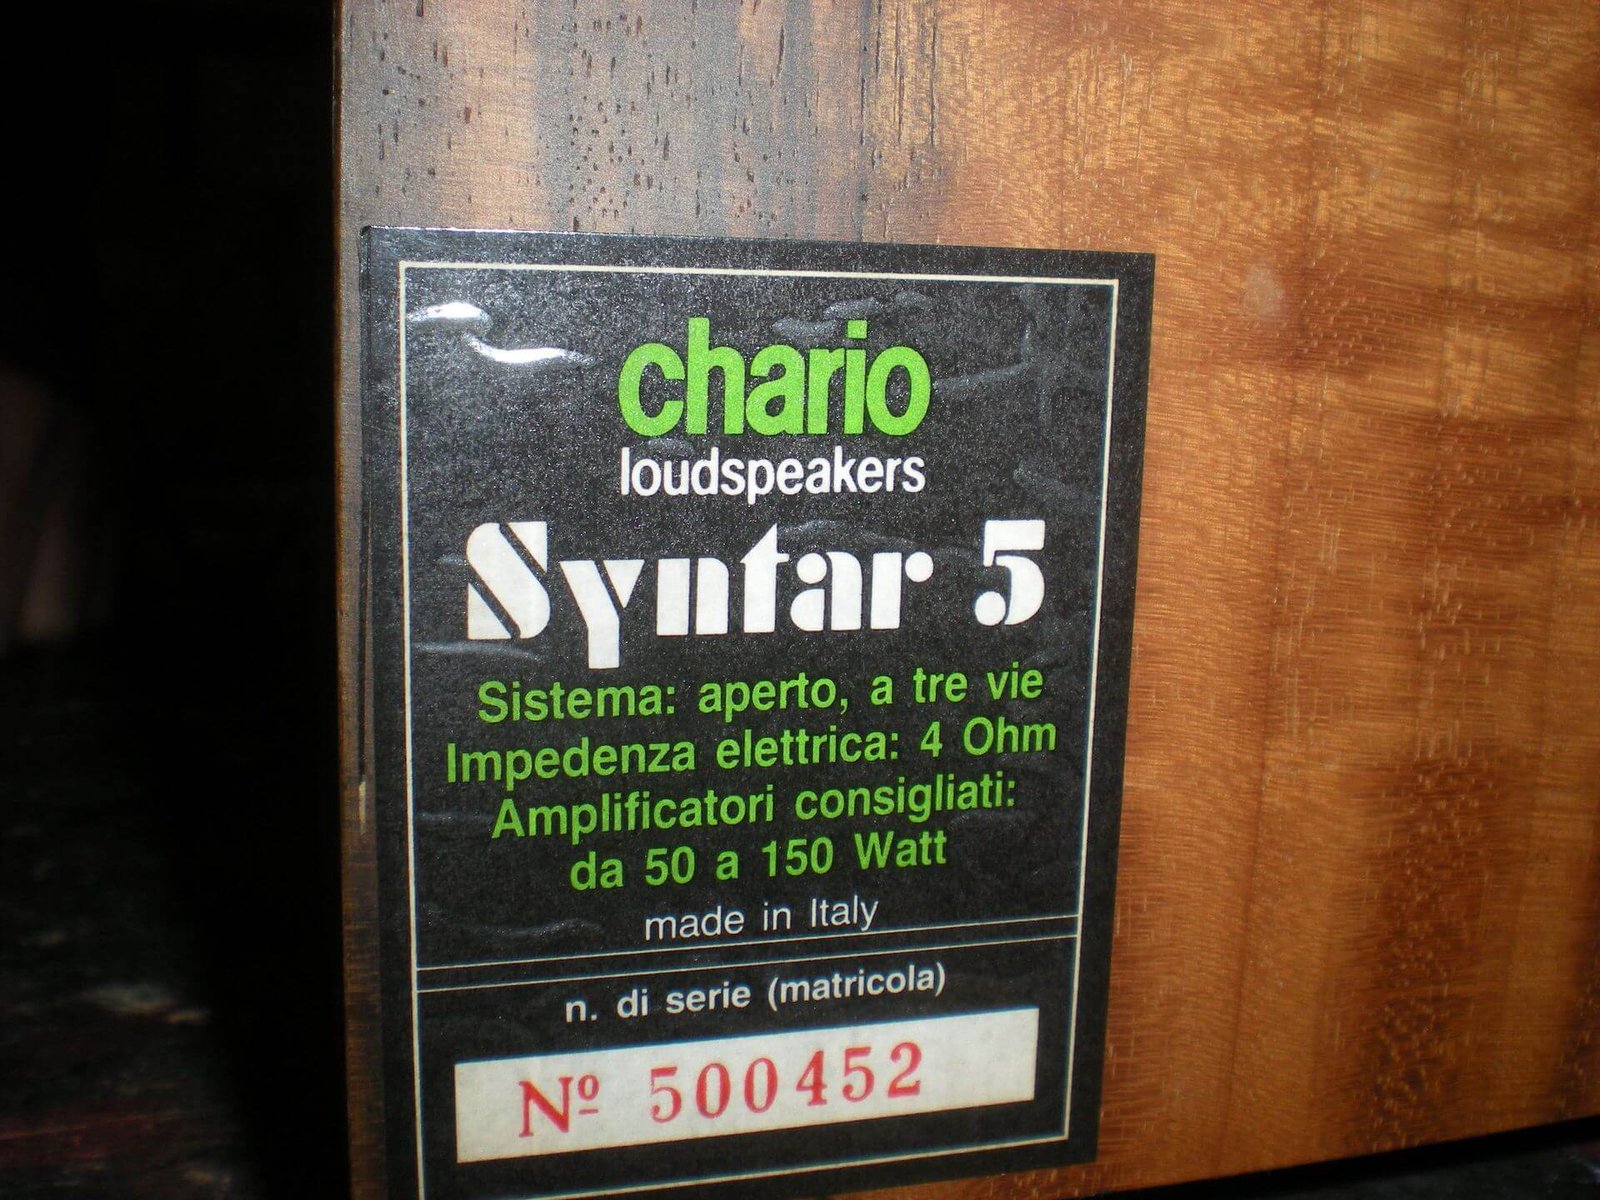 chario
loudspeakers
Syntar 5
Sistema: aperto, a tre vie
Impedenza elettrica: 4 Ohm
Amplificatori consigliati:
da 50 a 150 Watt
made in Italy
n. di serie (matricola)
Nº 500452